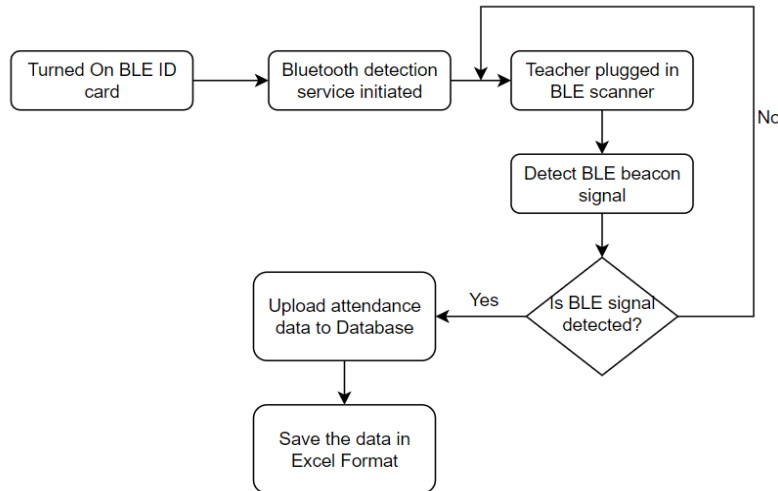 Turned On BLE ID
card
Bluetooth detection
service initiated
Teacher plugged in
BLE scanner
No
Detect BLE beacon
signal
Is BLE signal
detected?
Yes
Upload attendance
data to Database
Save the data in
Excel Format